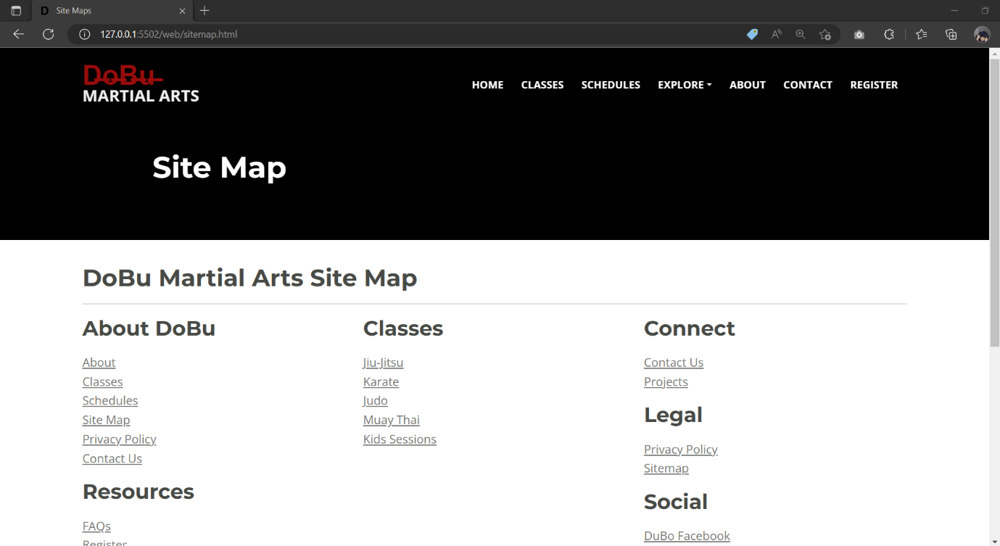 Site Maps
127.0.0.1:5502/web/sitemap.html
DoBu
MARTIAL ARTS
HOME CLASSES SCHEDULES EXPLORE ABOUT CONTACT REGISTER
Site Map
DoBu Martial Arts Site Map
About DoBu
About
Classes
Schedules
Site Map
Privacy Policy
Contact Us
Resources
FAQs
Register
Classes
Jiu-Jitsu
Karate
Judo
Muay Thai
Kids Sessions
Connect
Contact Us
Projects
Legal
Privacy Policy
Sitemap
Social
DuBo Facebook